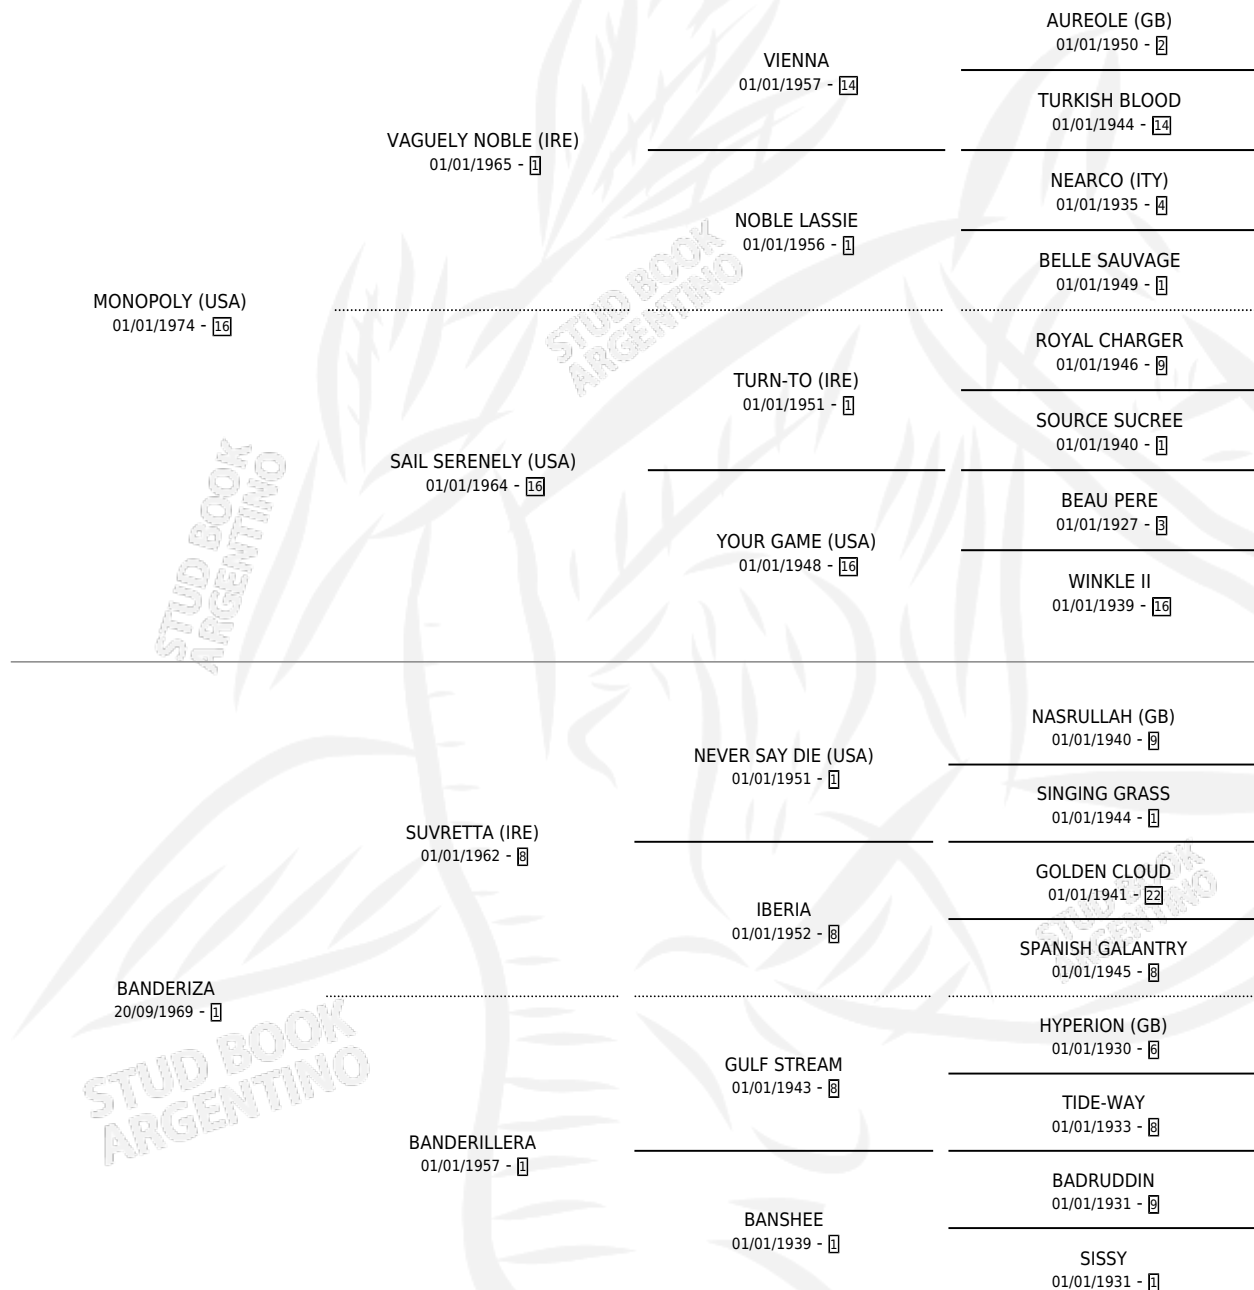 AUREOLE (GB)
01/01/1950 - 2
VIENNA
01/01/1957 - 14
TURKISH BLOOD
01/01/1944 - 14
VAGUELY NOBLE (IRE)
01/01/1965 - 1
NEARCO (ITY)
01/01/1935 - 4
NOBLE LASSIE
01/01/1956 - 1
BELLE SAUVAGE
01/01/1949 - 1
MONOPOLY (USA)
01/01/1974 - 16
STUD BOOK
ARGENTINO
ROYAL CHARGER
01/01/1946 - 9
TURN-TO (IRE)
01/01/1951 - 1
SOURCE SUCREE
01/01/1940 - 1
SAIL SERENELY (USA)
01/01/1964 - 16
BEAU PERE
01/01/1927 - 3
YOUR GAME (USA)
01/01/1948 - 16
WINKLE II
01/01/1939 - 16
STUD BOOK
ARGENTINO
NASRULLAH (GB)
01/01/1940 - 9
NEVER SAY DIE (USA)
01/01/1951 - 1
SINGING GRASS
01/01/1944 - 1
SUVRETTA (IRE)
01/01/1962 - 8
GOLDEN CLOUD
01/01/1941 - 22
IBERIA
01/01/1952 - 8
STUD BOOK
ARGENTINO
SPANISH GALANTRY
01/01/1945 - 8
BANDERIZA
20/09/1969 - 1
HYPERION (GB)
01/01/1930 - 6
GULF STREAM
01/01/1943 - 8
TIDE-WAY
01/01/1933 - 8
STUD BOOK
ARGENTINO
BANDERILLERA
01/01/1957 - 1
BADRUDDIN
01/01/1931 - 9
BANSHEE
01/01/1939 - 1
SISSY
01/01/1931 - 1